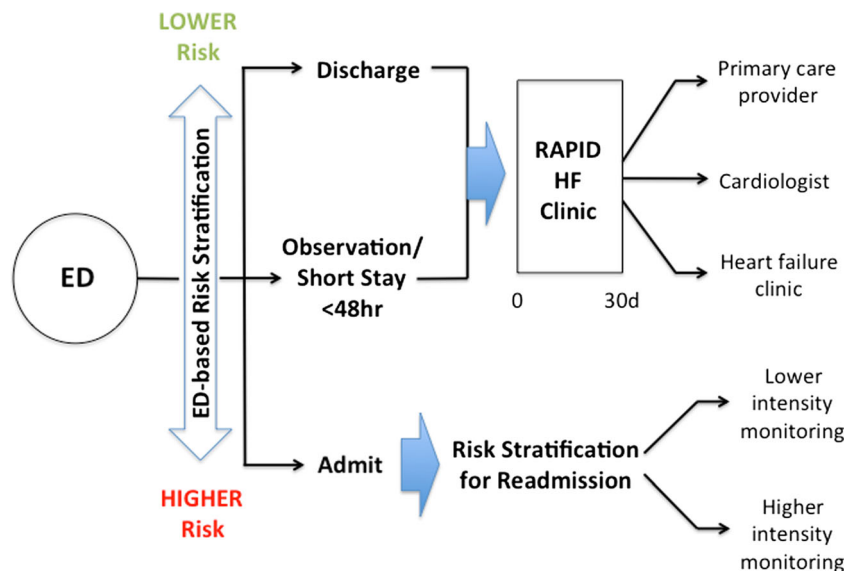 LOWER
Risk
ED
ED-based Risk Stratification
HIGHER
Risk
Discharge
Observation/
Short Stay
<48hr
Admit
RAPID
HF
Clinic
0
30d
Primary care
provider
Cardiologist
Heart failure
clinic
Risk Stratification
for Readmission
Lower
intensity
monitoring
Higher
intensity
monitoring